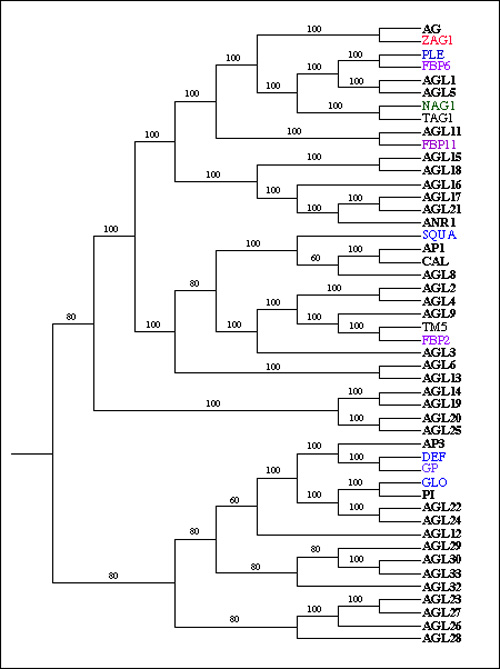 100 AG
ZAG1
100
100 PLE
100 FBP6
100
100 AGL1
100 AGL5
100 NAG1
TAG1
100 100 AGL11
FBP11
100 AGL15
AGL18
100
100 AGL16
100 AGL17
100 AGL21
ANR1
100
SQUA
100 100 AP1
60 CAL
AGL8
80
100 AGL2
100 AGL4
100 AGL9
100 TM5
100 100 FBP2
AGL3
100 AGL6
AGL13
80
100 AGL14
100 AGL19
100 AGL20
AGL25
100 AP3
100 DEF
100 GP
100 GLO
100 PI
60 100 AGL22
AGL24
AGL12
80
80 AGL29
100 AGL30
80 AGL33
AGL32
80
100 AGL23
100 AGL27
80 AGL26
AGL28